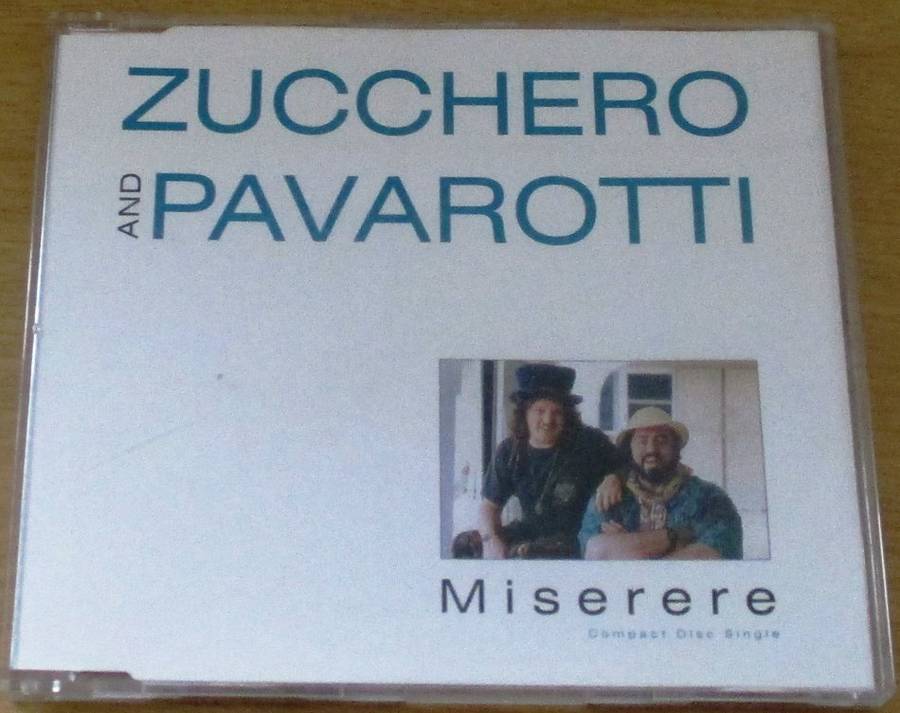 ZUCCHERO
AND PAVAROTTI
Miserere
Compact Disc Single